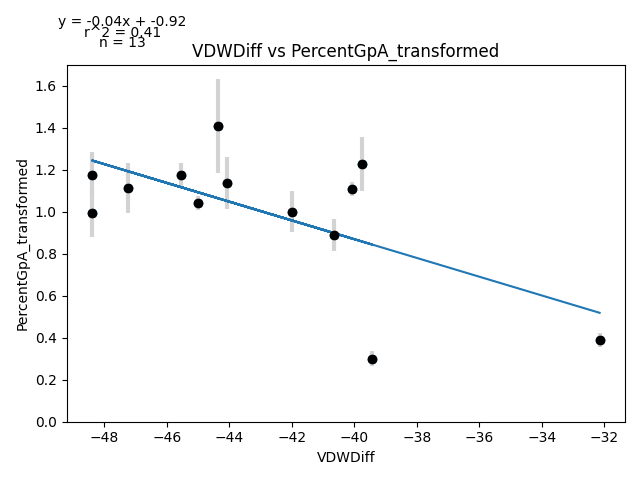 y = -0.04x + -0.92
r^2 = 0.41
n = 13
VDWDiff vs PercentGpA_transformed
PercentGpA_transformed
1.6
1.4
1.2
1.0
0.8
0.6
0.4
0.2
0.0
−48 −46 −44 −42 −40 −38 −36 −34 −32
VDWDiff